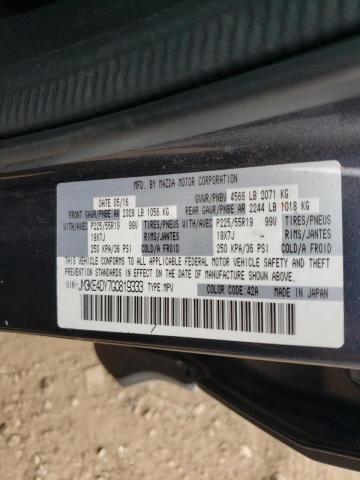 MFD. BY MAZDA MOTOR CORPORATION
DATE 05/16 GVWR/PNBV 4566 LB 2071 KG
FRONT GAWR/PNBE AR 2328 LB 1056 KG REAR GAWR/PNBE AR 2244 LB 1018 KG
WITH/AVEC P225/55R19 99V TIRES/PNEUS WITH/AVEC P225/55R19 99V TIRES/PNEUS
19X7J RIMS/JANTES 19X7J RIMS/JANTES
250 KPA/36 PSI COLD/A FROID 250 KPA/36 PSI COLD/A FROID
THIS VEHICLE CONFORMS TO ALL APPLICABLE FEDERAL MOTOR VEHICLE SAFETY AND THEFT
PREVENTION STANDARDS IN EFFECT ON THE DATE OF MANUFACTURE SHOWN ABOVE.
VIN: JM3KE4DY7G0819333 TYPE: MPV COLOR CODE: 42A MADE IN JAPAN